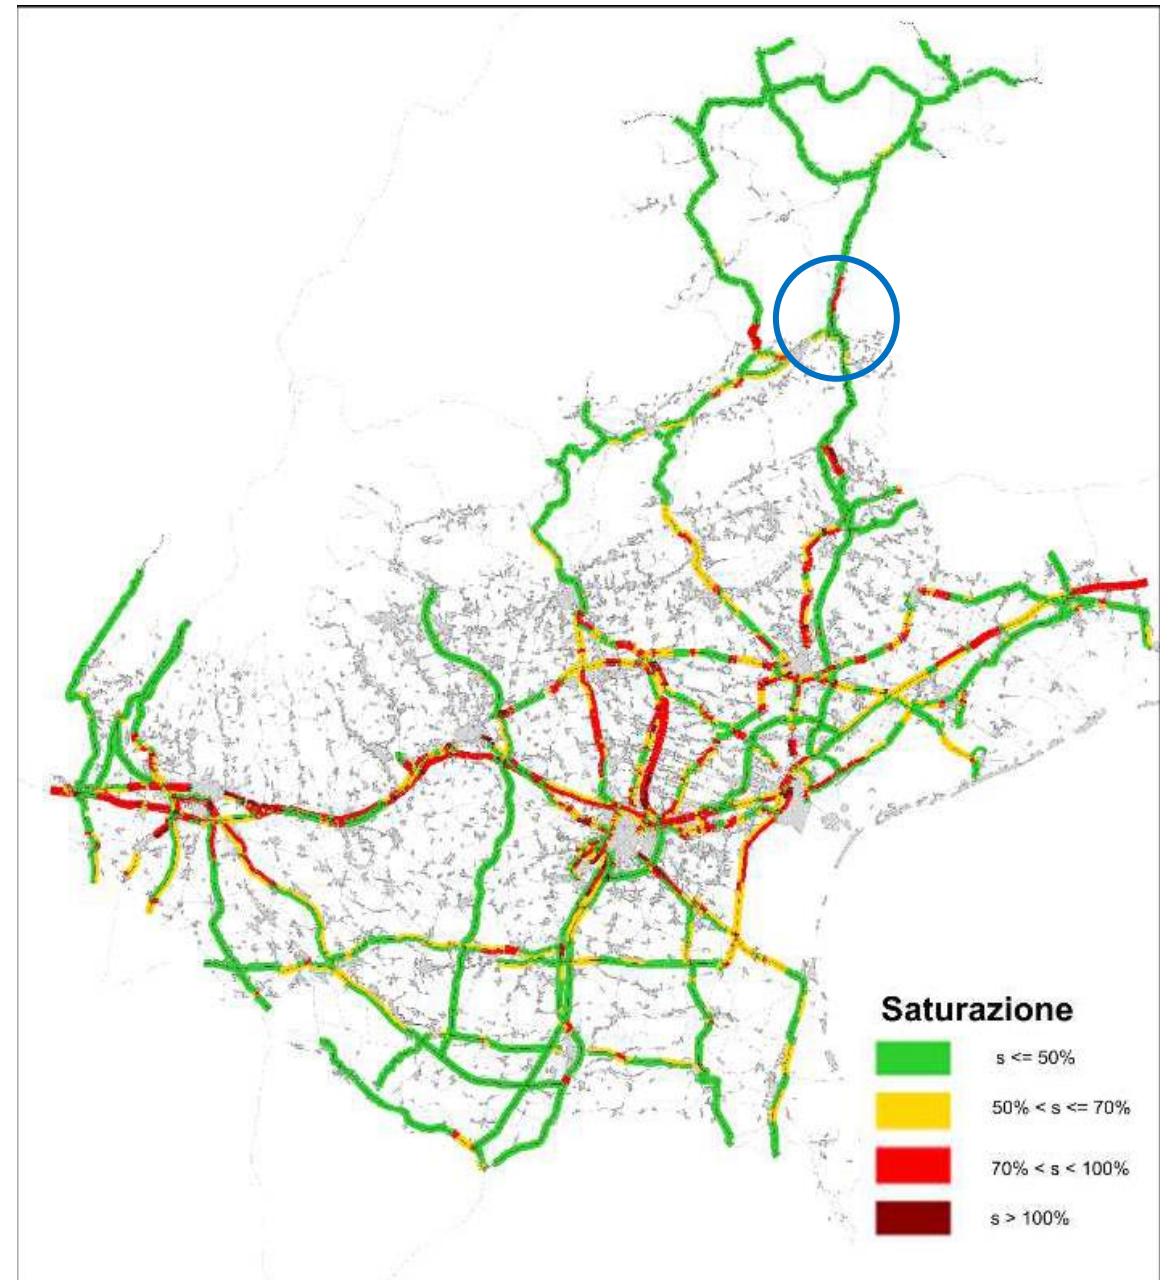 Saturazione
s <= 50%
50% < s <= 70%
70% < s < 100%
s > 100%